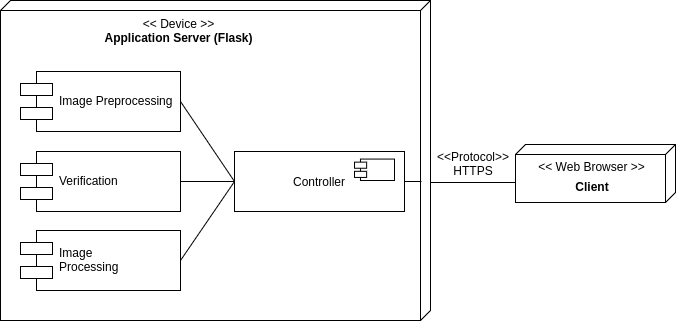 << Device >>
Application Server (Flask)
Image Preprocessing
Verification
Image
Processing
Controller
<<Protocol>>
HTTPS
<< Web Browser >>
Client